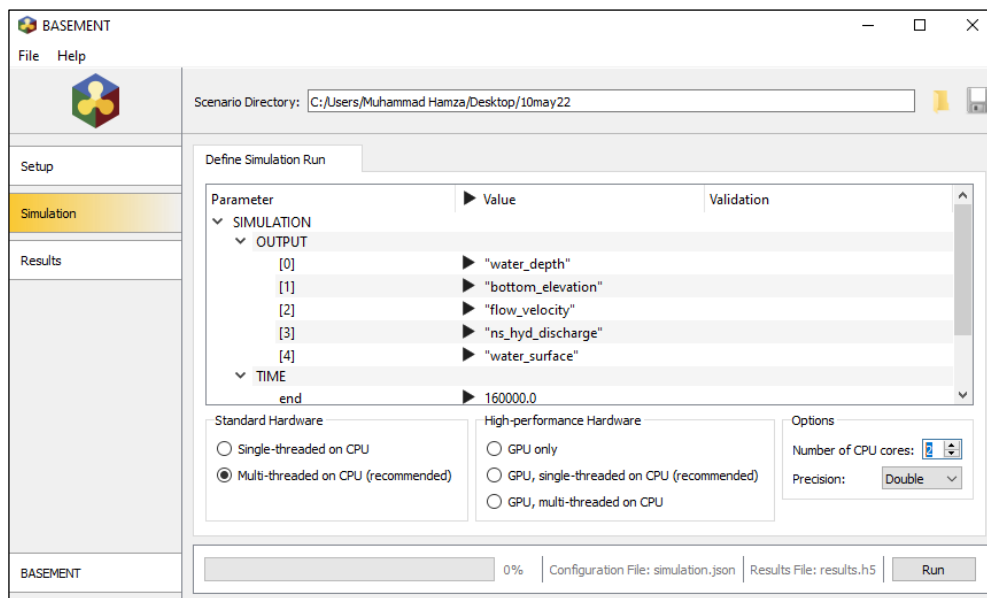 BASEMENT
File Help
Scenario Directory: C:/Users/Muhammad Hamza/Desktop/10may22
Setup
Simulation
Results
BASEMENT
Define Simulation Run
Parameter Value Validation
SIMULATION
OUTPUT
[0] "water_depth"
[1] "bottom_elevation"
[2] "flow_velocity"
[3] "ns_hyd_discharge"
[4] "water_surface"
TIME
end 160000.0
Standard Hardware
Single-threaded on CPU
Multi-threaded on CPU (recommended)
High-performance Hardware
GPU only
GPU, single-threaded on CPU (recommended)
GPU, multi-threaded on CPU
Options
Number of CPU cores: 2
Precision: Double
0% Configuration File: simulation.json Results File: results.h5 Run